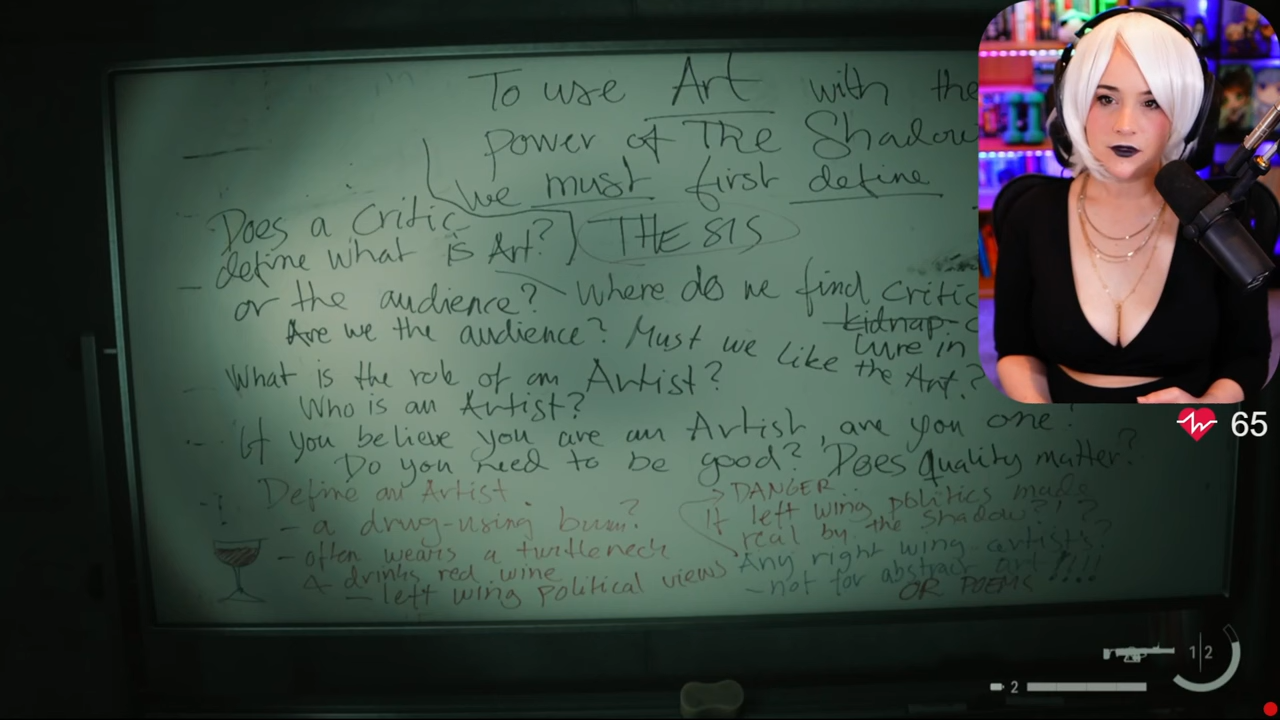 To use Art with the
power of The Shadow
We must first define
Does a Critic
define what is Art?
THESIS
or the audience?
Where do we find critic
Are we the audience?
kidnap
lure in
Must we like the Art?
What is the role of an Artist?
Who is an Artist?
If you believe you are an Artist, are you one?
Do you need to be good? Does quality matter?
Define an Artist
- a drug-using bum?
- often wears a turtleneck
& drinks red wine
- left wing political views
DANGER
If left wing politics made
real by the Shadow?!?
Any right wing artists?
- not for abstract art!!!!
OR POEMS
65
1|2
2